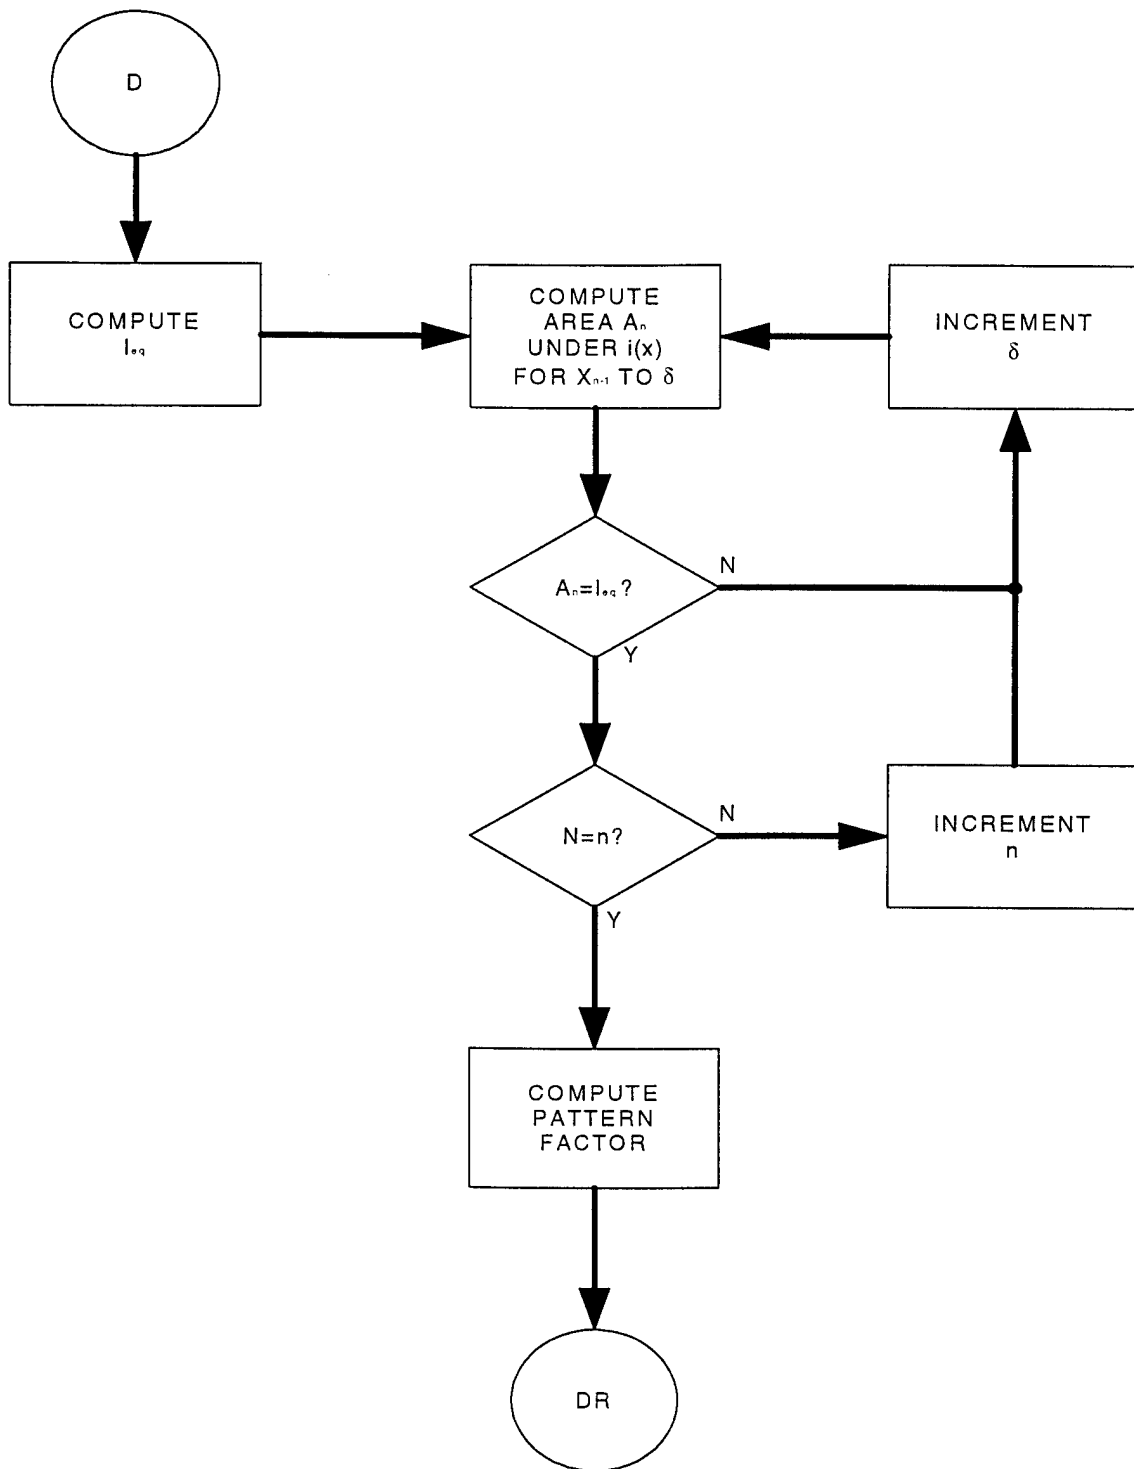 D
COMPUTE
Ieq
COMPUTE
AREA An
UNDER i(x)
FOR Xn-1 TO δ
INCREMENT
δ
An=Ieq?
N
Y
N=n?
N
Y
INCREMENT
n
COMPUTE
PATTERN
FACTOR
DR